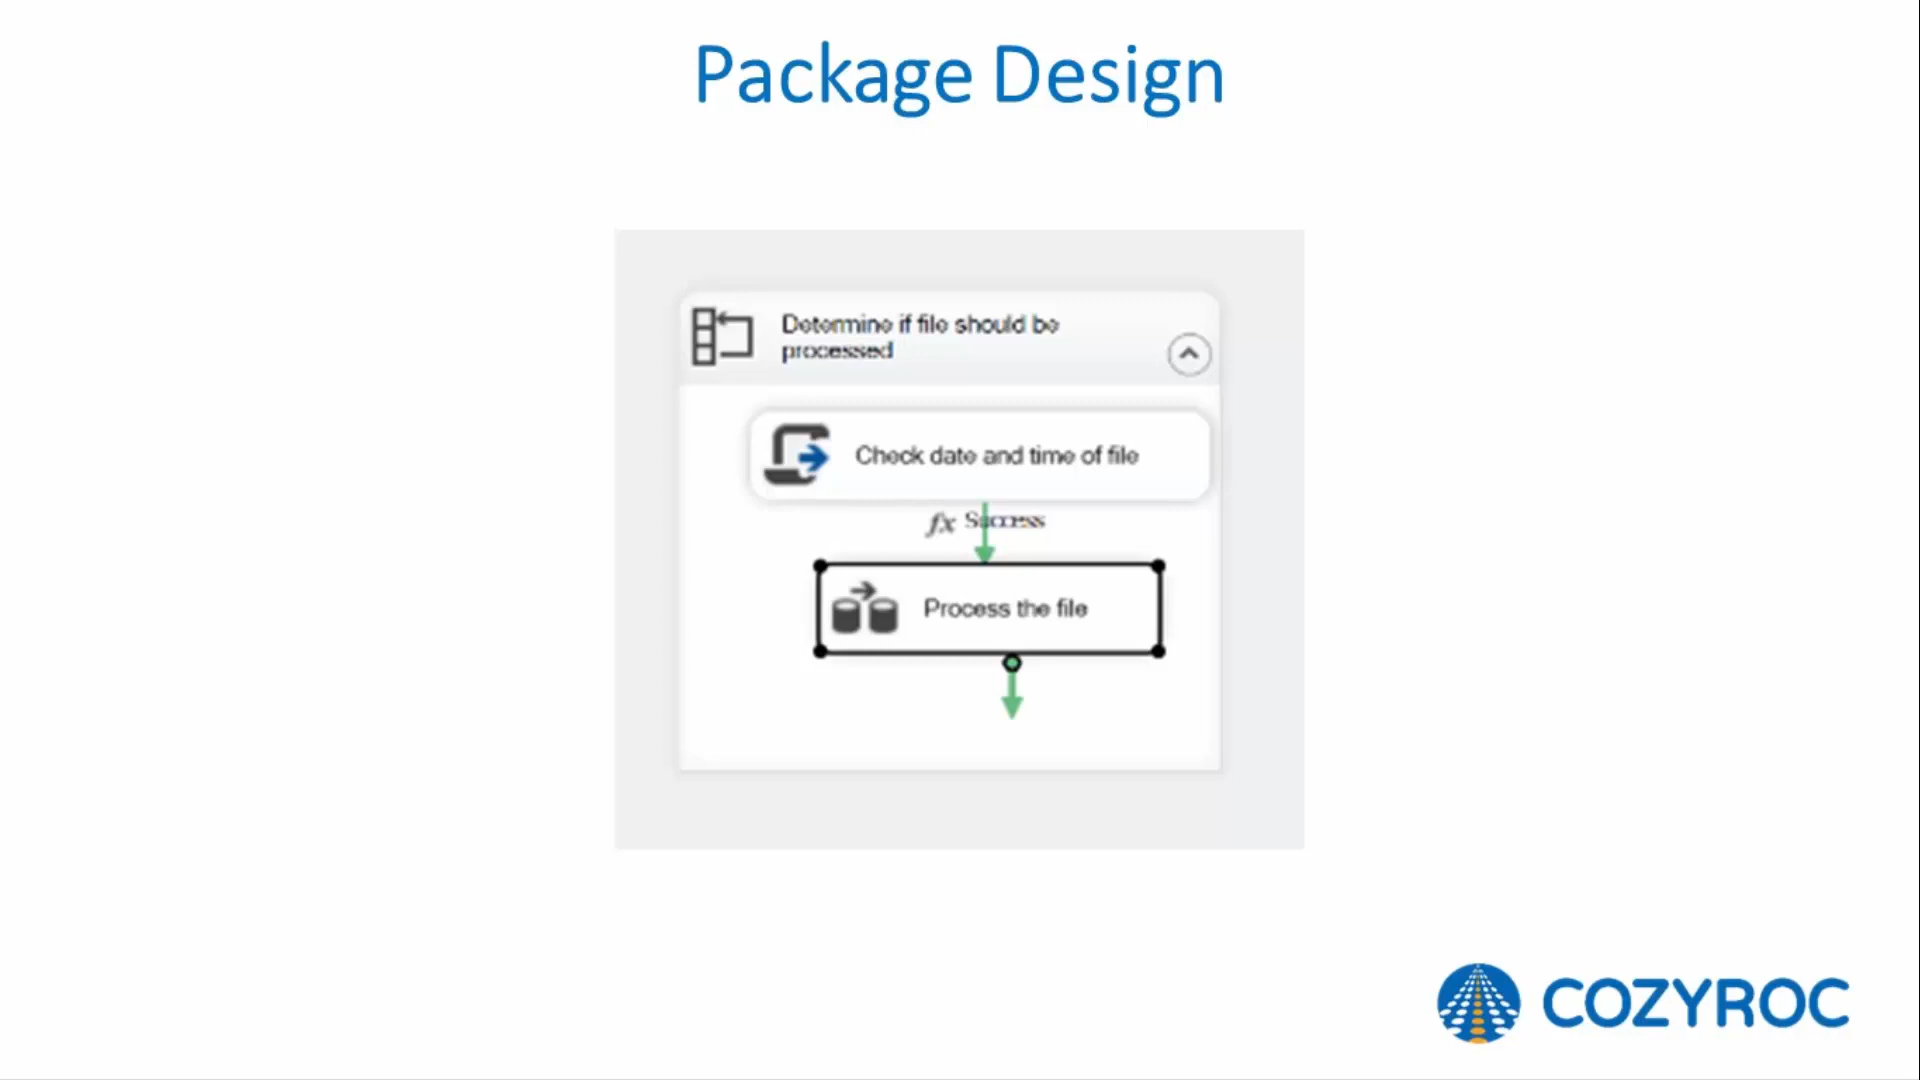 Package Design
Determine if file should be
processed
Check date and time of file
fx Success
Process the file
COZYROC